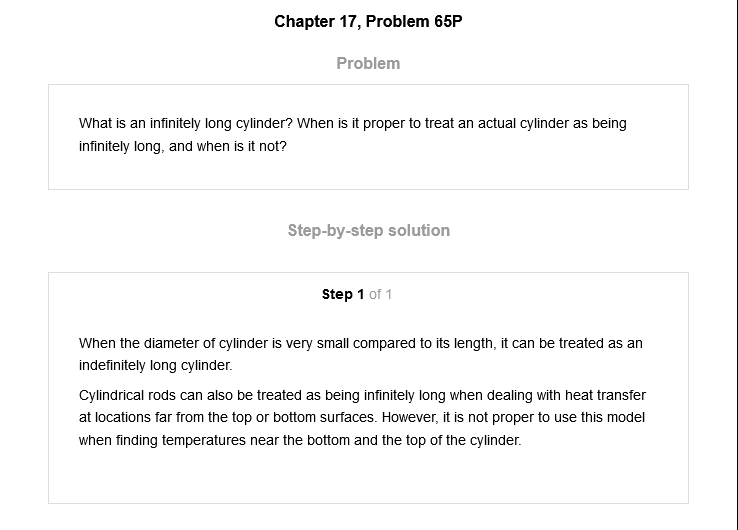 Chapter 17, Problem 65P
Problem
What is an infinitely long cylinder? When is it proper to treat an actual cylinder as being
infinitely long, and when is it not?
Step-by-step solution
Step 1 of 1
When the diameter of cylinder is very small compared to its length, it can be treated as an
indefinitely long cylinder.
Cylindrical rods can also be treated as being infinitely long when dealing with heat transfer
at locations far from the top or bottom surfaces. However, it is not proper to use this model
when finding temperatures near the bottom and the top of the cylinder.